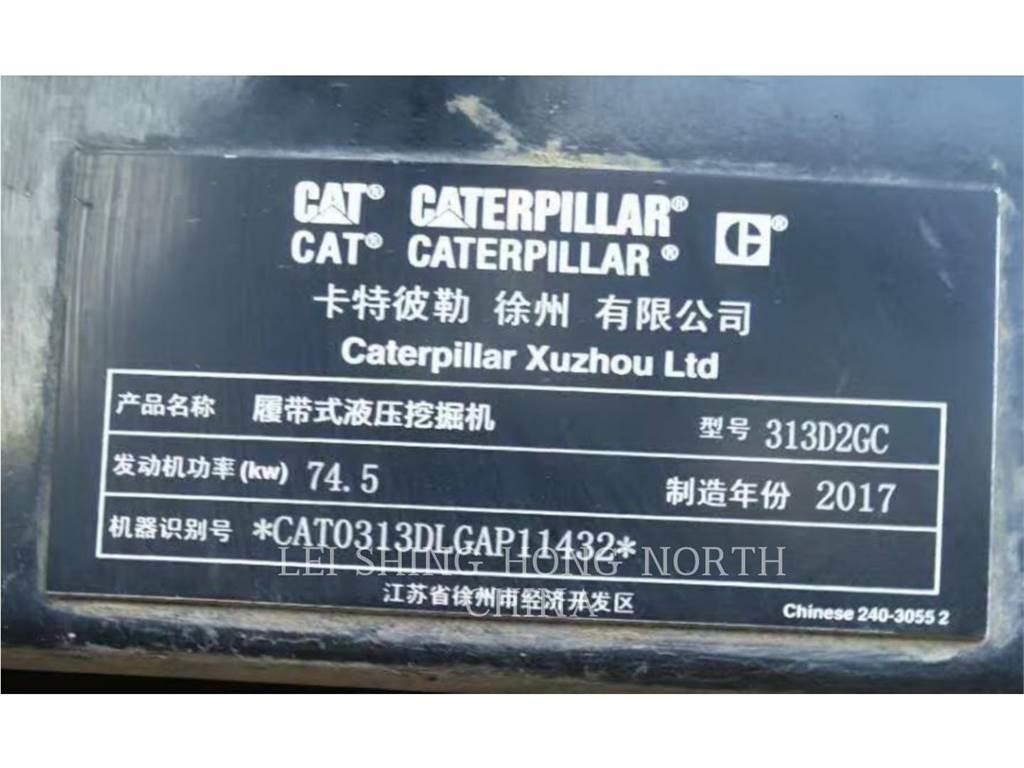 CAT® CATERPILLAR® C®
CAT® CATERPILLAR®
卡特彼勒 徐州 有限公司
Caterpillar Xuzhou Ltd
产品名称 履带式液压挖掘机 型号 313D2GC
发动机功率(kw) 74.5 制造年份 2017
机器识别号 *CAT0313DLGAP11432*
LEI SHING HONG NORTH
CHINA
江苏省徐州市经济开发区
Chinese 240-3055 2